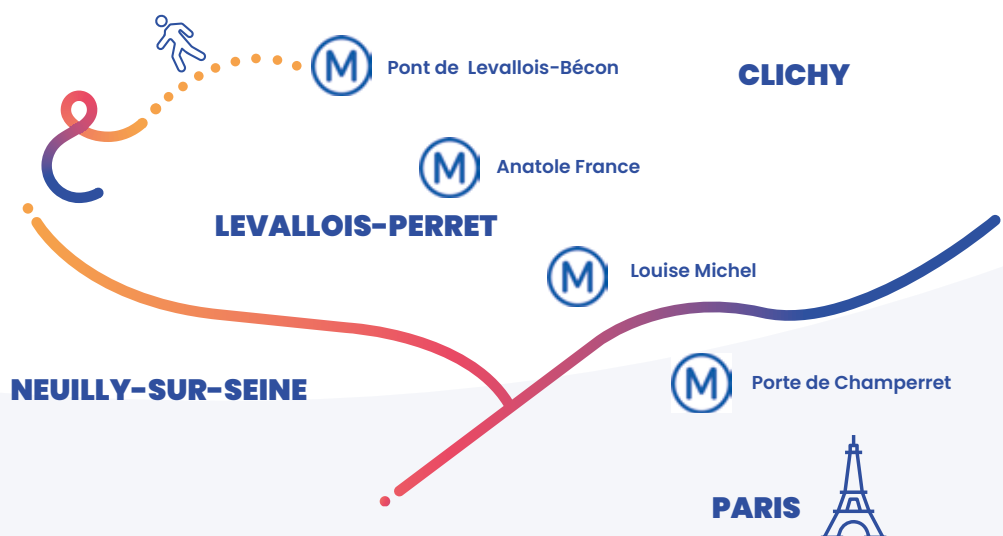 M
Pont de Levallois-Bécon
CLICHY
M
Anatole France
LEVALLOIS-PERRET
M
Louise Michel
NEUILLY-SUR-SEINE
M
Porte de Champerret
PARIS